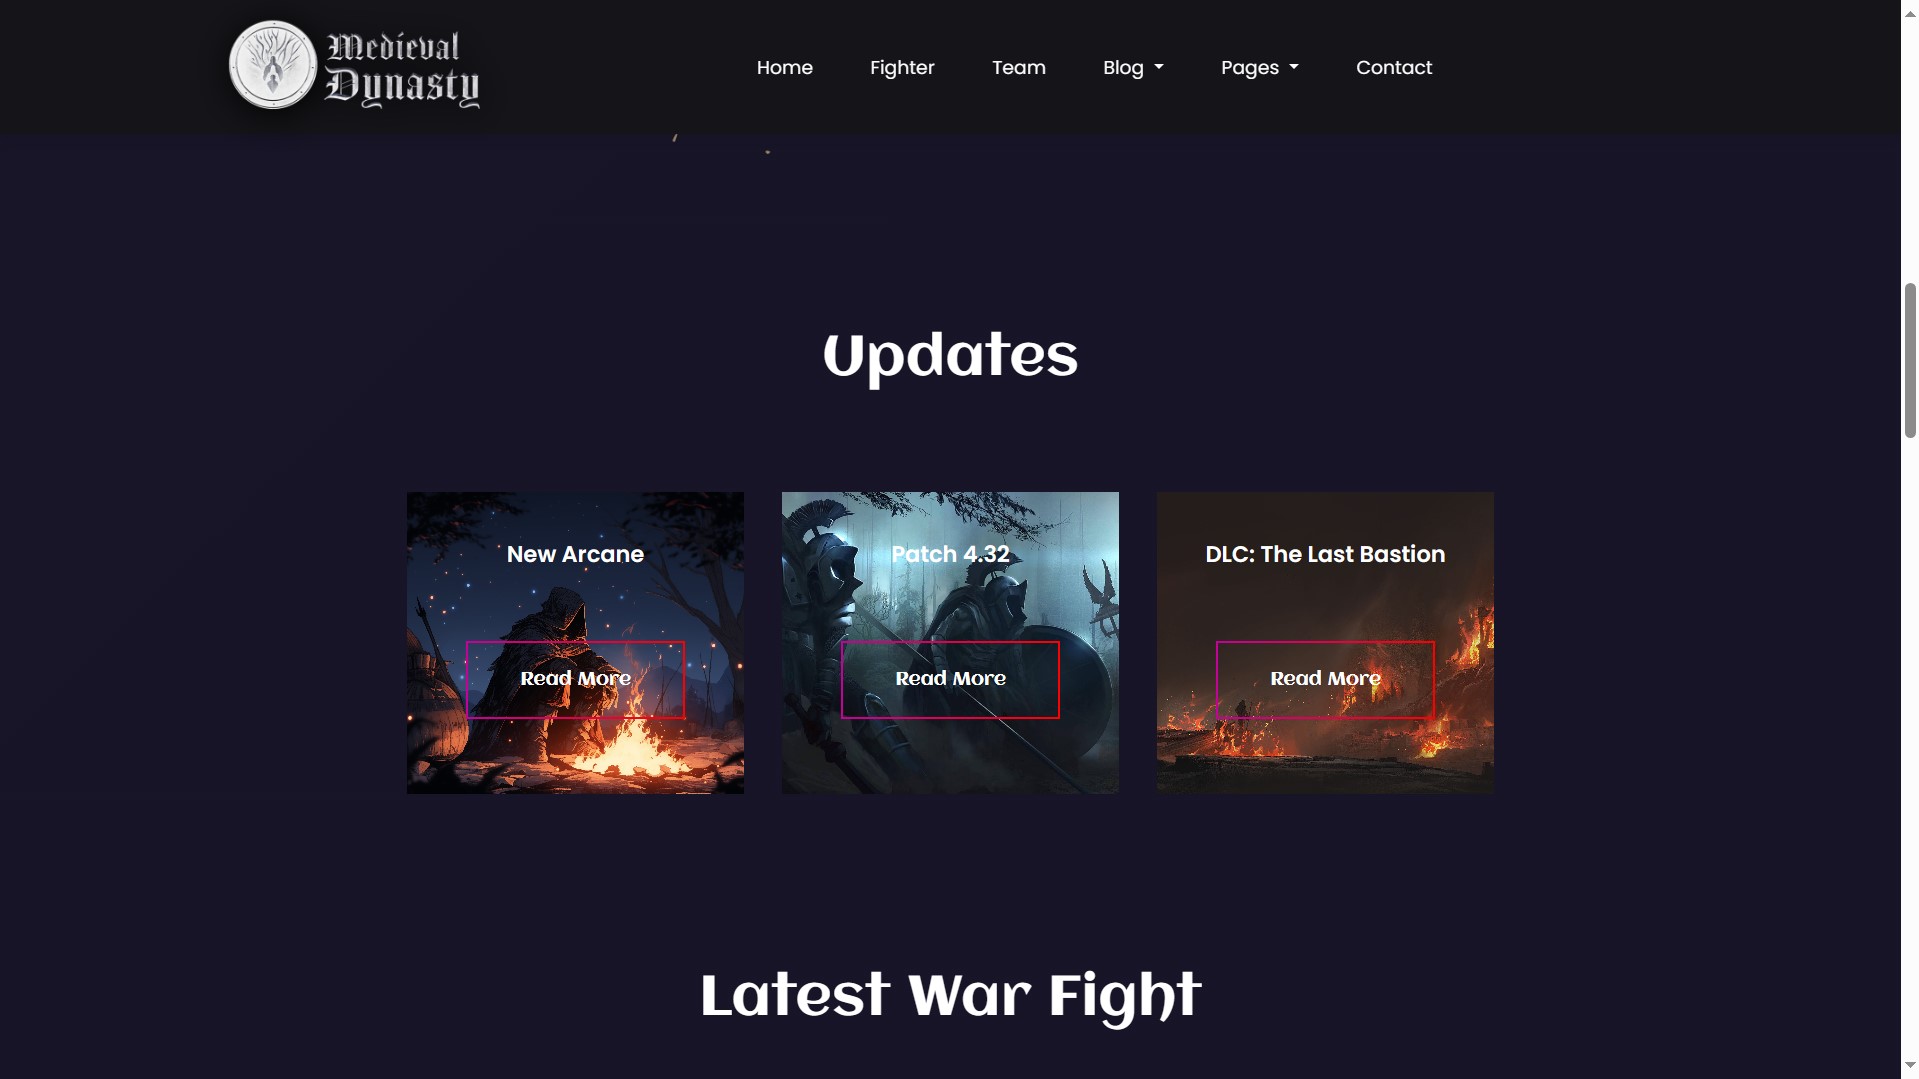 Medieval
Dynasty
Home
Fighter
Team
Blog
Pages
Contact
Updates
New Arcane
Patch 4.32
DLC: The Last Bastion
Read More
Read More
Read More
Latest War Fight